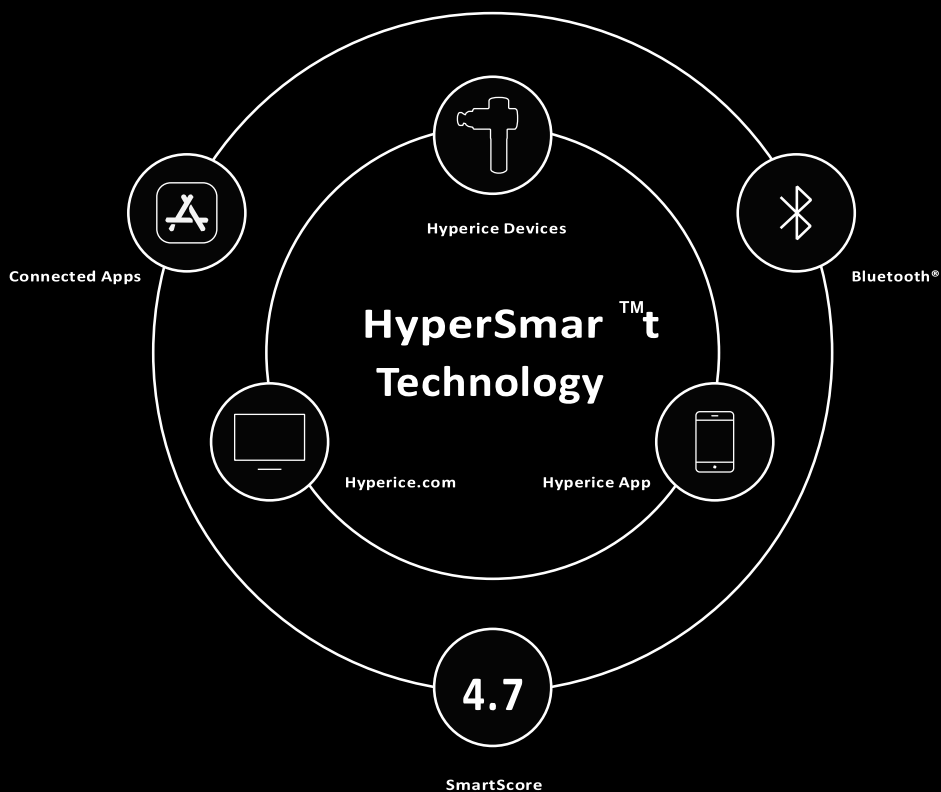 Hyperice Devices
Connected Apps
Bluetooth®
HyperSmar ™t
Technology
Hyperice.com
Hyperice App
4.7
SmartScore